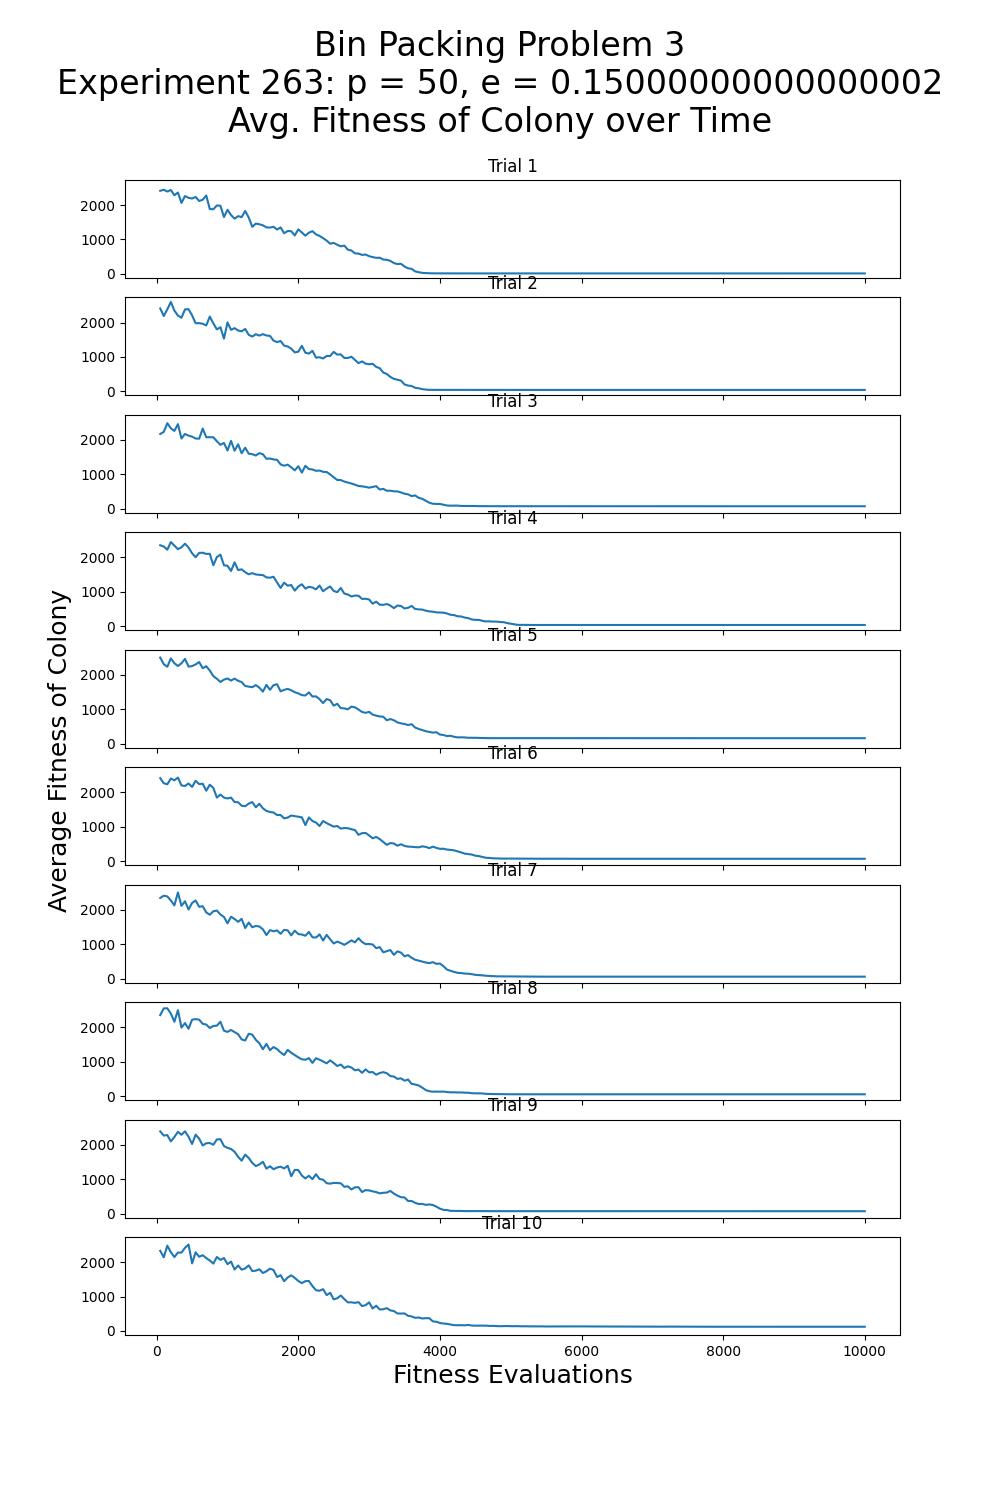 Bin Packing Problem 3
Experiment 263: p = 50, e = 0.15000000000000002
Avg. Fitness of Colony over Time
Trial 1
2000
1000
0
Trial 2
2000
1000
0
Trial 3
2000
1000
0
Trial 4
2000
1000
0
Trial 5
2000
1000
0
Trial 6
2000
1000
0
Trial 7
2000
1000
0
Trial 8
2000
1000
0
Trial 9
2000
1000
0
Trial 10
2000
1000
0
0 2000 4000 6000 8000 10000
Fitness Evaluations
Average Fitness of Colony